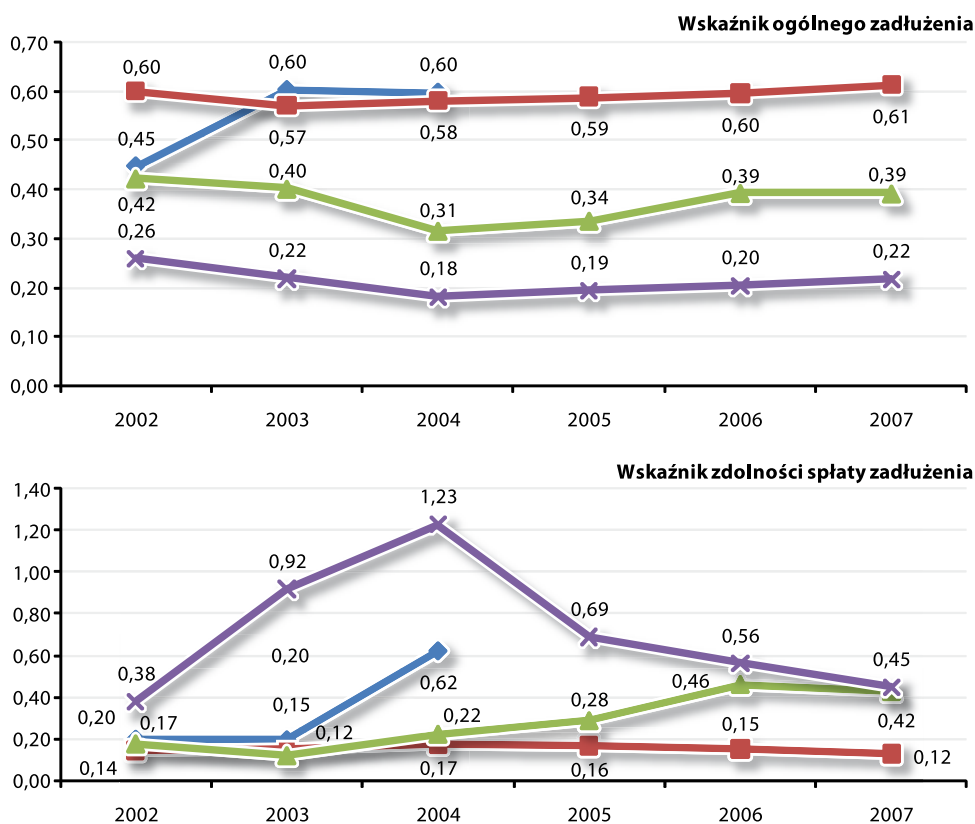 Wskaźnik ogólnego zadłużenia
0,70
0,60 0,60 0,60
0,60
0,45 0,57 0,58 0,59 0,60 0,61
0,50
0,40 0,39 0,39
0,40
0,42 0,31 0,34
0,30
0,26 0,22 0,18 0,19 0,20 0,22
0,20
0,10
0,00
2002 2003 2004 2005 2006 2007
Wskaźnik zdolności spłaty zadłużenia
1,40
1,23
1,20
1,00
0,92
0,80
0,69
0,60
0,38 0,20 0,62 0,56 0,45
0,40
0,20 0,17 0,15 0,12 0,22 0,28 0,46 0,15 0,42
0,20
0,14 0,17 0,16 0,12
0,00
2002 2003 2004 2005 2006 2007